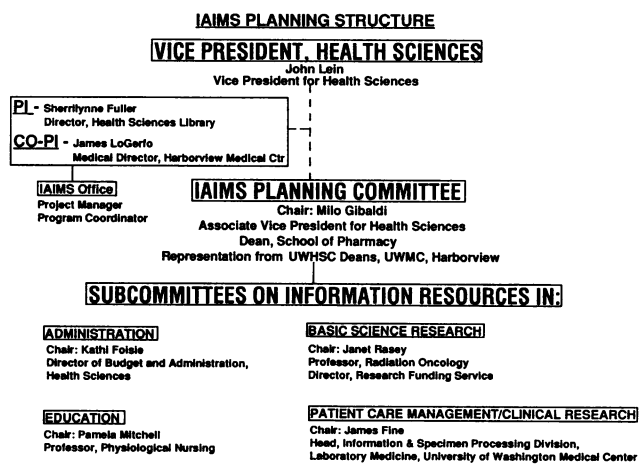 IAIMS PLANNING STRUCTURE
VICE PRESIDENT, HEALTH SCIENCES
John Lein
Vice President for Health Sciences
PI - Sherrilynne Fuller
Director, Health Sciences Library
CO-PI - James LoGerfo
Medical Director, Harborview Medical Ctr
IAIMS Office
Project Manager
Program Coordinator
IAIMS PLANNING COMMITTEE
Chair: Milo Gibaldi
Associate Vice President for Health Sciences
Dean, School of Pharmacy
Representation from UWHSC Deans, UWMC, Harborview
SUBCOMMITTEES ON INFORMATION RESOURCES IN:
ADMINISTRATION
Chair: Kathi Foisie
Director of Budget and Administration,
Health Sciences
BASIC SCIENCE RESEARCH
Chair: Janet Rasey
Professor, Radiation Oncology
Director, Research Funding Service
EDUCATION
Chair: Pamela Mitchell
Professor, Physiological Nursing
PATIENT CARE MANAGEMENT/CLINICAL RESEARCH
Chair: James Fine
Head, Information & Specimen Processing Division,
Laboratory Medicine, University of Washington Medical Center